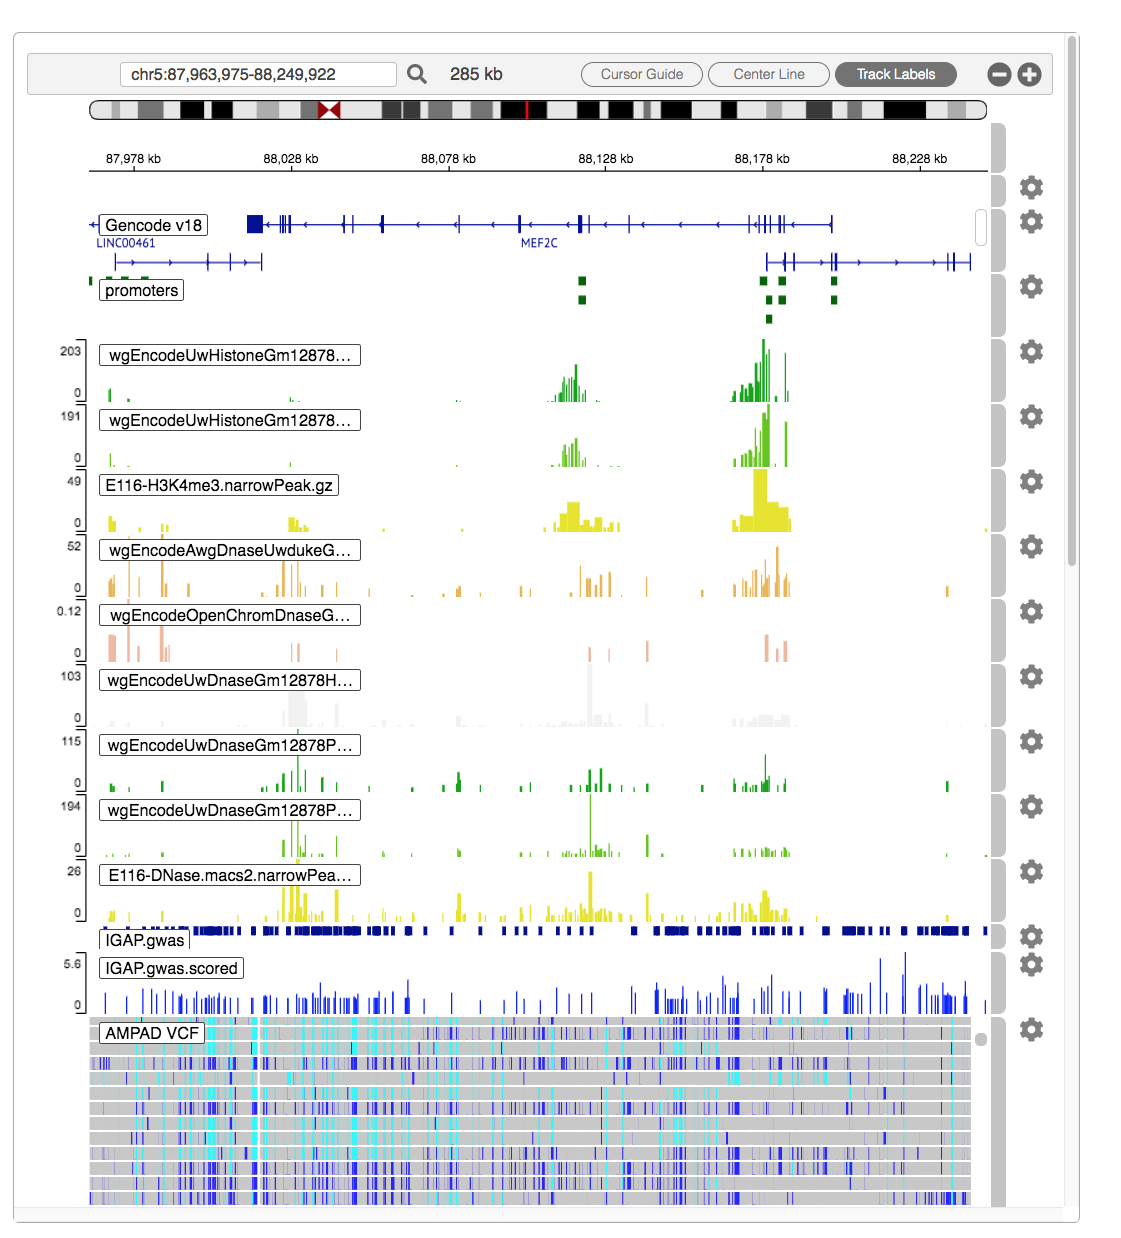 chr5:87,963,975-88,249,922 285 kb Cursor Guide Center Line Track Labels
87,978 kb 88,028 kb 88,078 kb 88,128 kb 88,178 kb 88,228 kb
Gencode v18
LINC00461 MEF2C
promoters
203 wgEncodeUwHistoneGm12878...
0
191 wgEncodeUwHistoneGm12878...
0
49 E116-H3K4me3.narrowPeak.gz
0
52 wgEncodeAwgDnaseUwdukeG...
0
0.12 wgEncodeOpenChromDnaseG...
0
103 wgEncodeUwDnaseGm12878H...
0
115 wgEncodeUwDnaseGm12878P...
0
194 wgEncodeUwDnaseGm12878P...
0
26 E116-DNase.macs2.narrowPea...
0
IGAP.gwas
5.6 IGAP.gwas.scored
0
AMPAD VCF